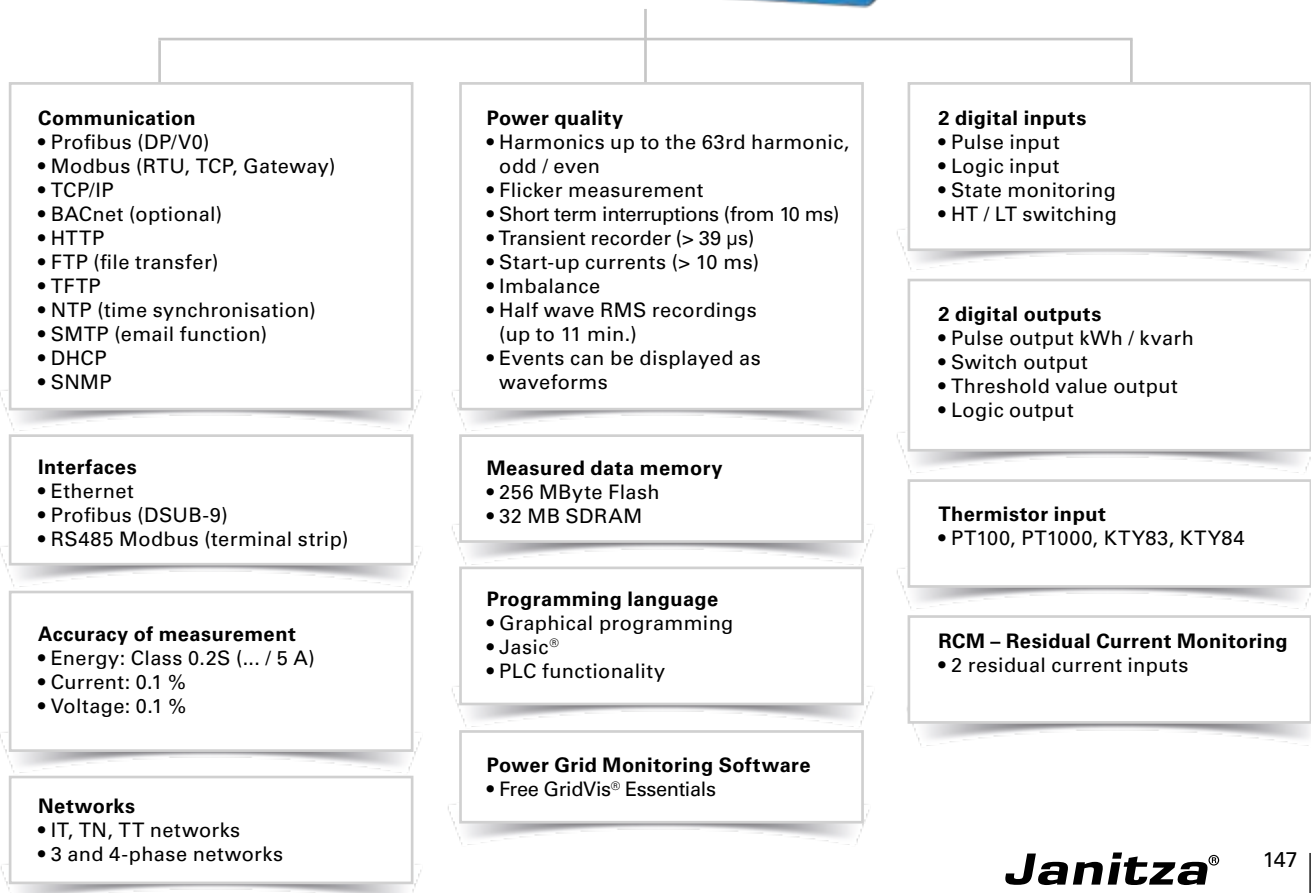 Communication
• Profibus (DP/V0)
• Modbus (RTU, TCP, Gateway)
• TCP/IP
• BACnet (optional)
• HTTP
• FTP (file transfer)
• TFTP
• NTP (time synchronisation)
• SMTP (email function)
• DHCP
• SNMP
Interfaces
• Ethernet
• Profibus (DSUB-9)
• RS485 Modbus (terminal strip)
Accuracy of measurement
• Energy: Class 0.2S (... / 5 A)
• Current: 0.1 %
• Voltage: 0.1 %
Networks
• IT, TN, TT networks
• 3 and 4-phase networks
Power quality
• Harmonics up to the 63rd harmonic,
odd / even
• Flicker measurement
• Short term interruptions (from 10 ms)
• Transient recorder (> 39 µs)
• Start-up currents (> 10 ms)
• Imbalance
• Half wave RMS recordings
(up to 11 min.)
• Events can be displayed as
waveforms
Measured data memory
• 256 MByte Flash
• 32 MB SDRAM
Programming language
• Graphical programming
• Jasic®
• PLC functionality
Power Grid Monitoring Software
• Free GridVis® Essentials
2 digital inputs
• Pulse input
• Logic input
• State monitoring
• HT / LT switching
2 digital outputs
• Pulse output kWh / kvarh
• Switch output
• Threshold value output
• Logic output
Thermistor input
• PT100, PT1000, KTY83, KTY84
RCM – Residual Current Monitoring
• 2 residual current inputs
Janitza®
147